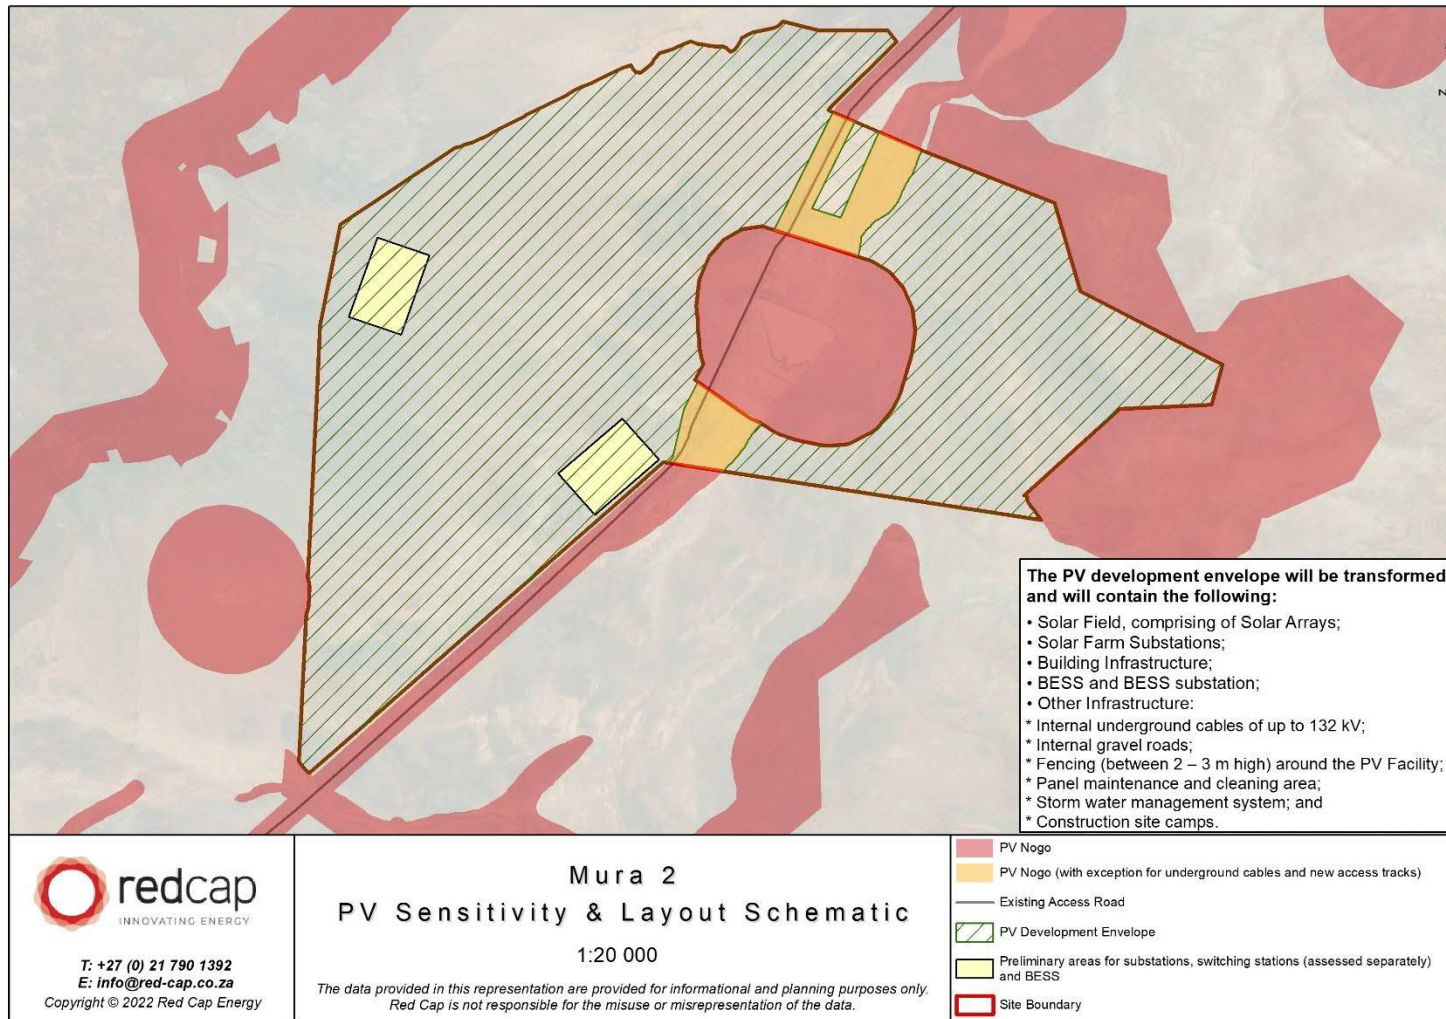 N
The PV development envelope will be transformed
and will contain the following:
• Solar Field, comprising of Solar Arrays;
• Solar Farm Substations;
• Building Infrastructure;
• BESS and BESS substation;
• Other Infrastructure:
* Internal underground cables of up to 132 kV;
* Internal gravel roads;
* Fencing (between 2 – 3 m high) around the PV Facility;
* Panel maintenance and cleaning area;
* Storm water management system; and
* Construction site camps.
redcap
INNOVATING ENERGY
T: +27 (0) 21 790 1392
E: info@red-cap.co.za
Copyright © 2022 Red Cap Energy
Mura 2
PV Sensitivity & Layout Schematic
1:20 000
The data provided in this representation are provided for informational and planning purposes only.
Red Cap is not responsible for the misuse or misrepresentation of the data.
PV Nogo
PV Nogo (with exception for underground cables and new access tracks)
Existing Access Road
PV Development Envelope
Preliminary areas for substations, switching stations (assessed separately)
and BESS
Site Boundary